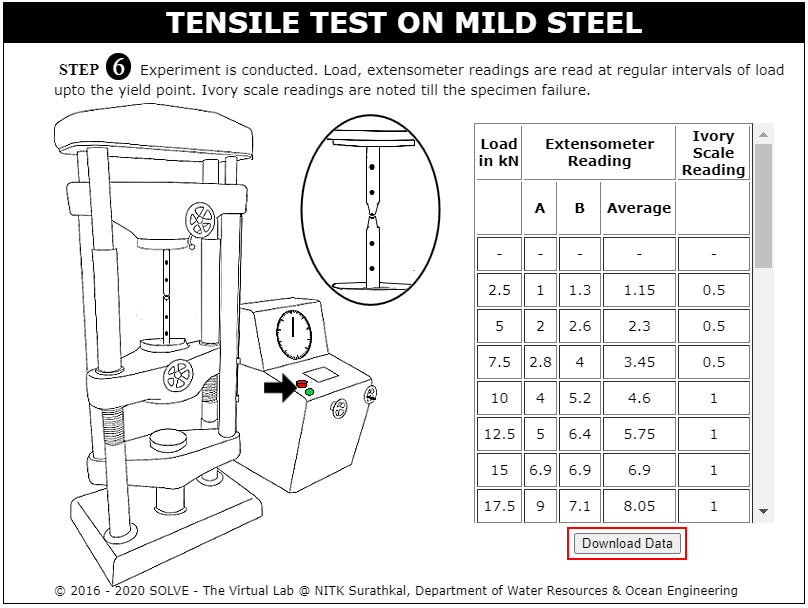 TENSILE TEST ON MILD STEEL
STEP 6 Experiment is conducted. Load, extensometer readings are read at regular intervals of load
upto the yield point. Ivory scale readings are noted till the specimen failure.
Load in kN Extensometer Reading Ivory Scale Reading
A B Average
- - - - -
2.5 1 1.3 1.15 0.5
5 2 2.6 2.3 0.5
7.5 2.8 4 3.45 0.5
10 4 5.2 4.6 1
12.5 5 6.4 5.75 1
15 6.9 6.9 6.9 1
17.5 9 7.1 8.05 1
Download Data
© 2016 - 2020 SOLVE - The Virtual Lab @ NITK Surathkal, Department of Water Resources & Ocean Engineering